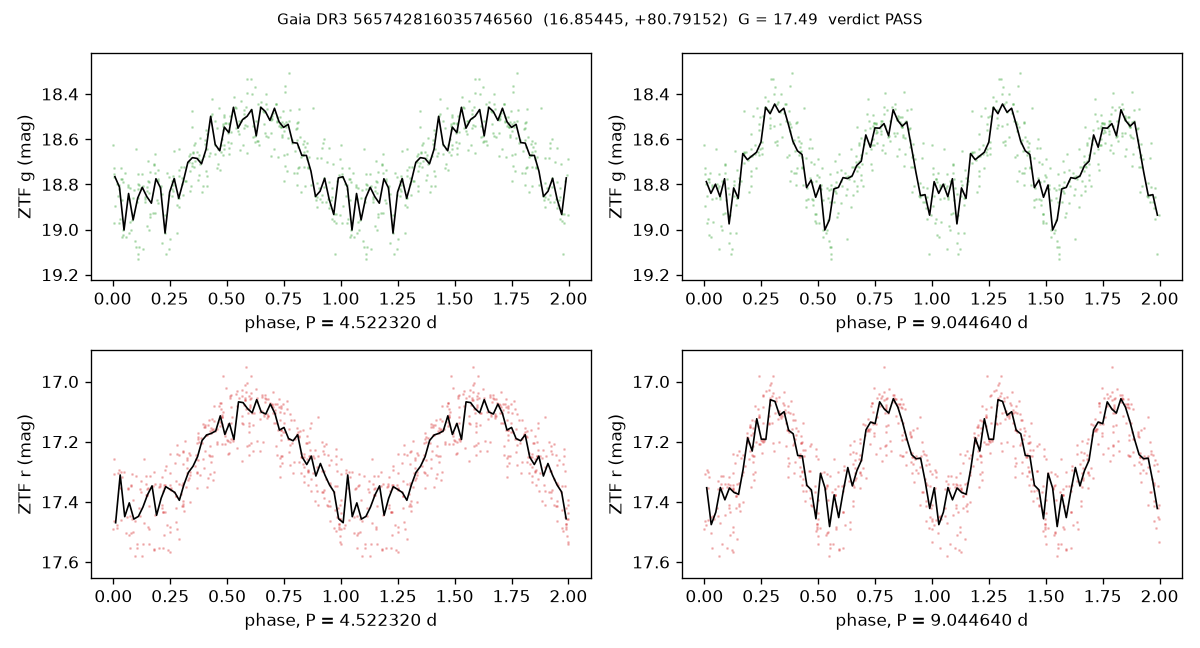 Gaia DR3 565742816035746560 (16.85445, +80.79152) G = 17.49 verdict PASS
ZTF g (mag)
18.4
18.6
18.8
19.0
19.2
0.00 0.25 0.50 0.75 1.00 1.25 1.50 1.75 2.00
phase, P = 4.522320 d
ZTF g (mag)
18.4
18.6
18.8
19.0
19.2
0.00 0.25 0.50 0.75 1.00 1.25 1.50 1.75 2.00
phase, P = 9.044640 d
ZTF r (mag)
17.0
17.2
17.4
17.6
0.00 0.25 0.50 0.75 1.00 1.25 1.50 1.75 2.00
phase, P = 4.522320 d
ZTF r (mag)
17.0
17.2
17.4
17.6
0.00 0.25 0.50 0.75 1.00 1.25 1.50 1.75 2.00
phase, P = 9.044640 d